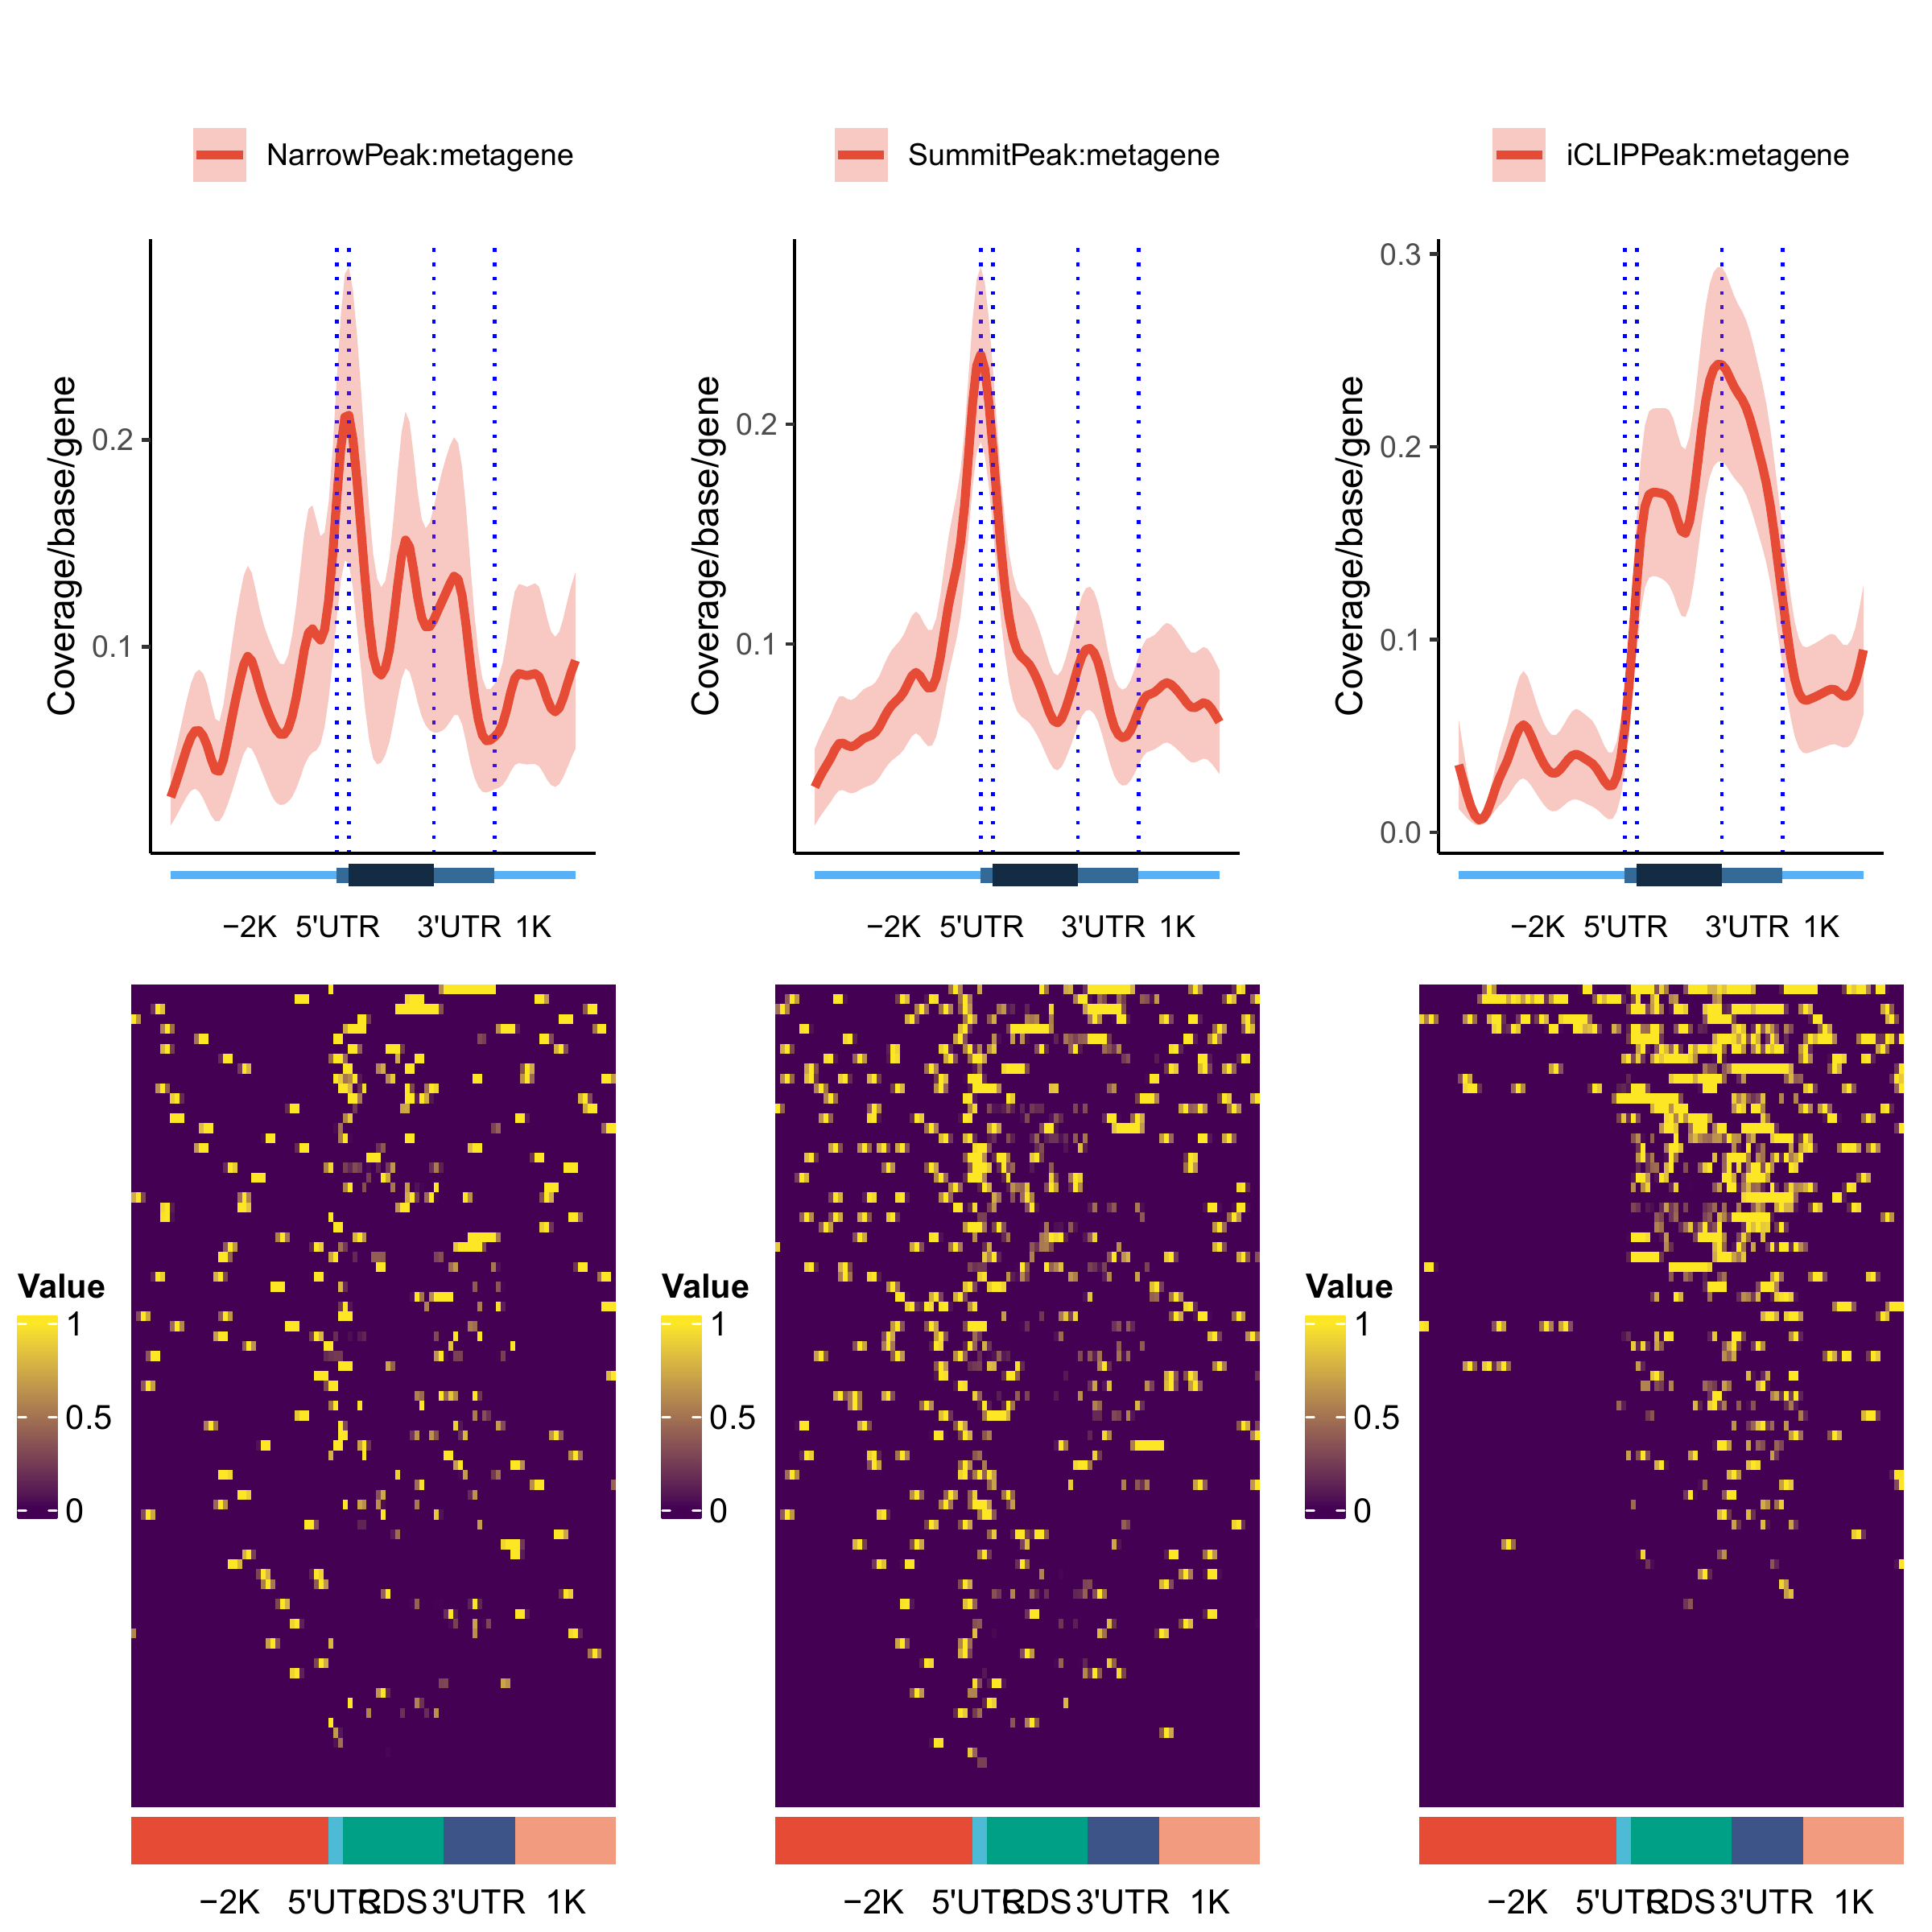 NarrowPeak:metagene
Coverage/base/gene
0.2
0.1
−2K 5'UTR 3'UTR 1K
SummitPeak:metagene
Coverage/base/gene
0.2
0.1
−2K 5'UTR 3'UTR 1K
iCLIPPeak:metagene
Coverage/base/gene
0.3
0.2
0.1
0.0
−2K 5'UTR 3'UTR 1K
Value
1
0.5
0
−2K 5'UTR CDS 3'UTR 1K
Value
1
0.5
0
−2K 5'UTR CDS 3'UTR 1K
Value
1
0.5
0
−2K 5'UTR CDS 3'UTR 1K